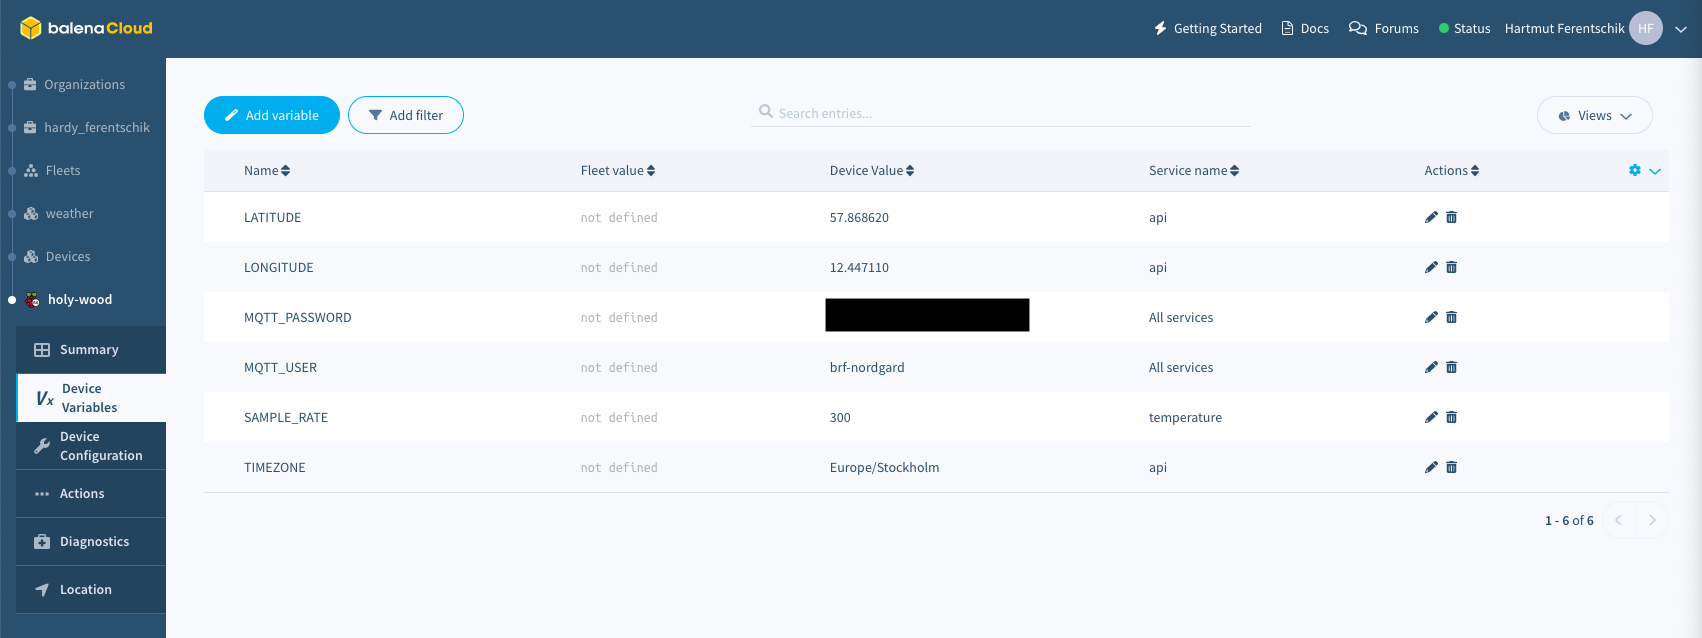 balenaCloud
Getting Started
Docs
Forums
Status
Hartmut Ferentschik
HF
Organizations
hardy_ferentschik
Fleets
weather
Devices
holy-wood
Summary
Vx
Device
Variables
Device
Configuration
Actions
Diagnostics
Location
Add variable
Add filter
Search entries...
Views
Name Fleet value Device Value Service name Actions
LATITUDE not defined 57.868620 api
LONGITUDE not defined 12.447110 api
MQTT_PASSWORD not defined All services
MQTT_USER not defined brf-nordgard All services
SAMPLE_RATE not defined 300 temperature
TIMEZONE not defined Europe/Stockholm api
1 - 6 of 6